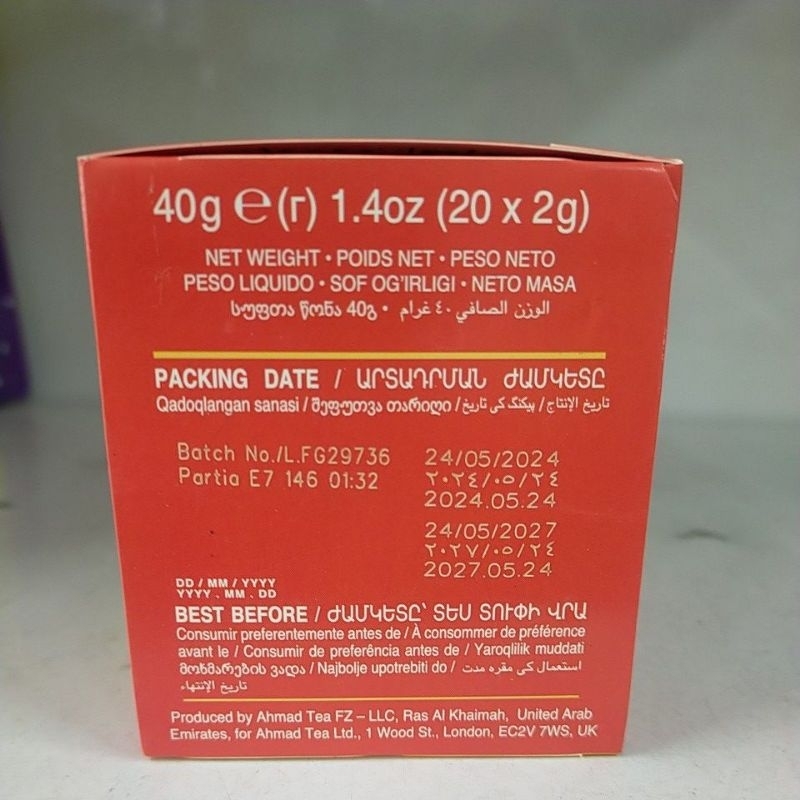 40g ℮ (г) 1.4oz (20 x 2g)
NET WEIGHT • POIDS NET • PESO NETO
PESO LIQUIDO • SOF OG'IRLIGI • NETO MASA
სუფთა წონა 40გ • الوزن الصافي ٤٠ غرام
PACKING DATE / ԱՐՏԱԴՐՄԱՆ ԺԱՄԿԵՏԸ
Qadoqlangan sanasi / შეფუთვა თარიღი / پیکنگ کی تاریخ / تاريخ الإنتاج
Batch No./L.FG29736
Partia E7 146 01:32
24/05/2024
٢٠٢٤/٠٥/٢٤
2024.05.24
24/05/2027
٢٠٢٧/٠٥/٢٤
2027.05.24
DD / MM / YYYY
YYYY . MM . DD
BEST BEFORE / ԺԱՄԿԵՏԸ՝ ՏԵՍ ՏՈՒՓԻ ՎՐԱ
Consumir preferentemente antes de / À consommer de préférence
avant le / Consumir de preferência antes de / Yaroqlilik muddati
მოხმარების ვადა / Najbolje upotrebiti do / استعمال کی مقرہ مدت
تاريخ الإنتهاء
Produced by Ahmad Tea FZ – LLC, Ras Al Khaimah, United Arab
Emirates, for Ahmad Tea Ltd., 1 Wood St., London, EC2V 7WS, UK